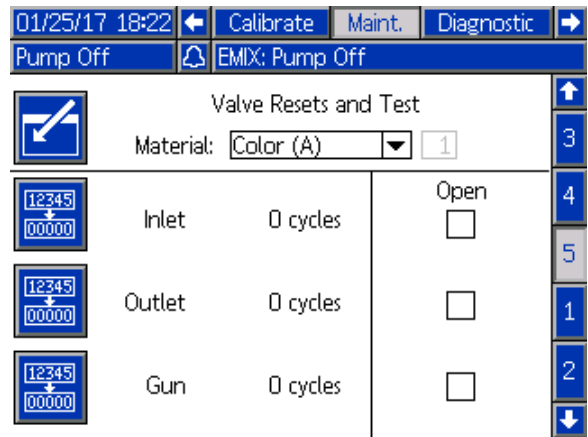 01/25/17 18:22 Calibrate Maint. Diagnostic
Pump Off EMIX: Pump Off
Valve Resets and Test
Material: Color (A) 1
3
4
5
1
2
Open
12345
00000
Inlet 0 cycles
12345
00000
Outlet 0 cycles
12345
00000
Gun 0 cycles